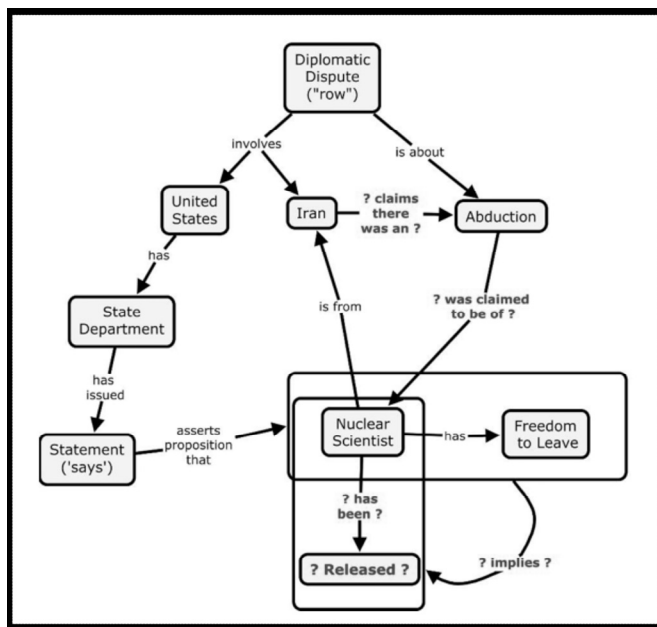 Diplomatic
Dispute
("row")
involves
is about
United
States
Iran
? claims
there
was an ?
Abduction
has
State
Department
is from
? was claimed
to be of ?
has
issued
Statement
('says')
asserts
proposition
that
Nuclear
Scientist
has
Freedom
to Leave
? has
been ?
? Released ?
? implies ?